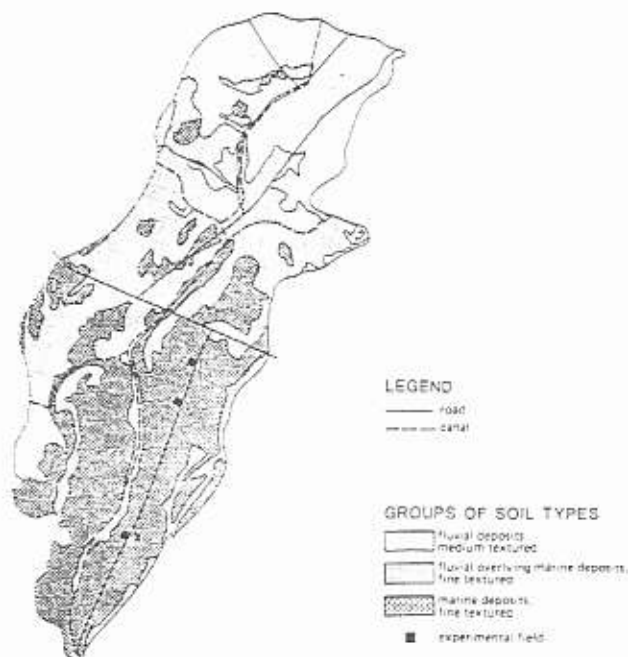 LEGEND
road
canal
GROUPS OF SOIL TYPES
fluvial deposits
medium textured
fluvial overlying marine deposits,
fine textured
marine deposits
fine textured
experimental field